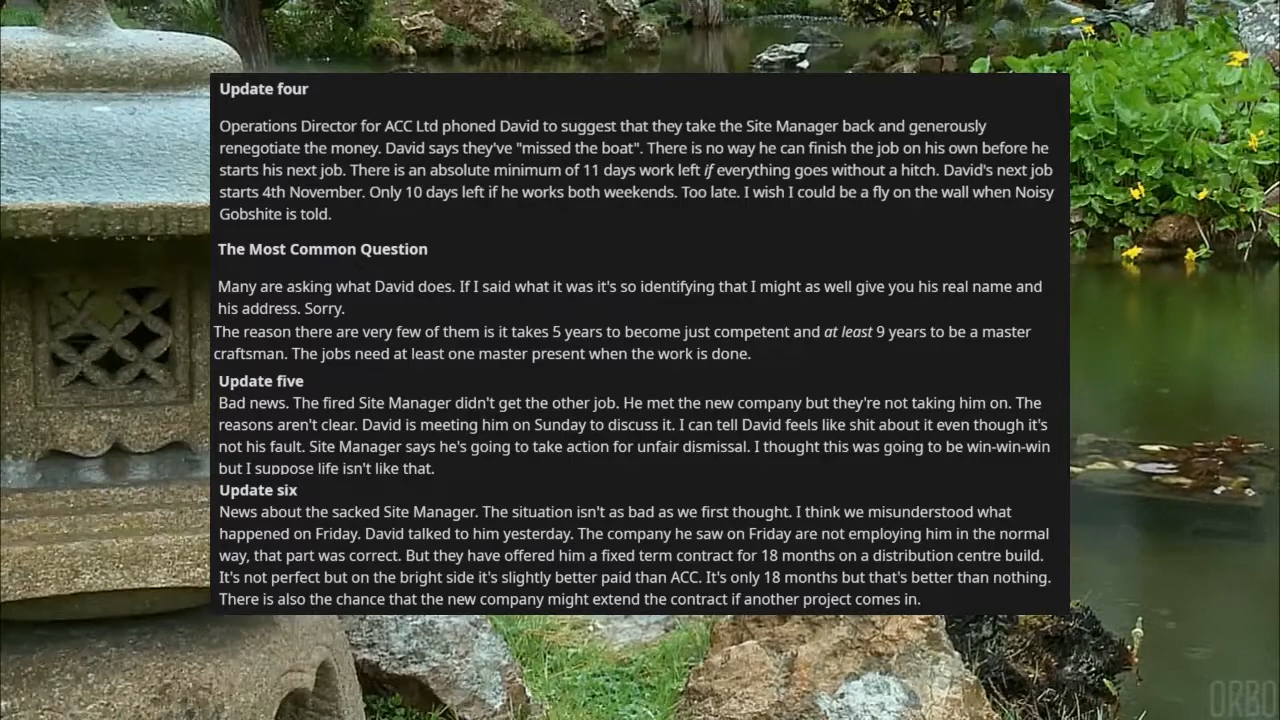 Update four
Operations Director for ACC Ltd phoned David to suggest that they take the Site Manager back and generously
renegotiate the money. David says they've "missed the boat". There is no way he can finish the job on his own before he
starts his next job. There is an absolute minimum of 11 days work left if everything goes without a hitch. David's next job
starts 4th November. Only 10 days left if he works both weekends. Too late. I wish I could be a fly on the wall when Noisy
Gobshite is told.
The Most Common Question
Many are asking what David does. If I said what it was it's so identifying that I might as well give you his real name and
his address. Sorry.
The reason there are very few of them is it takes 5 years to become just competent and at least 9 years to be a master
craftsman. The jobs need at least one master present when the work is done.
Update five
Bad news. The fired Site Manager didn't get the other job. He met the new company but they're not taking him on. The
reasons aren't clear. David is meeting him on Sunday to discuss it. I can tell David feels like shit about it even though it's
not his fault. Site Manager says he's going to take action for unfair dismissal. I thought this was going to be win-win-win
but I suppose life isn't like that.
Update six
News about the sacked Site Manager. The situation isn't as bad as we first thought. I think we misunderstood what
happened on Friday. David talked to him yesterday. The company he saw on Friday are not employing him in the normal
way, that part was correct. But they have offered him a fixed term contract for 18 months on a distribution centre build.
It's not perfect but on the bright side it's slightly better paid than ACC. It's only 18 months but that's better than nothing.
There is also the chance that the new company might extend the contract if another project comes in.
ORBO